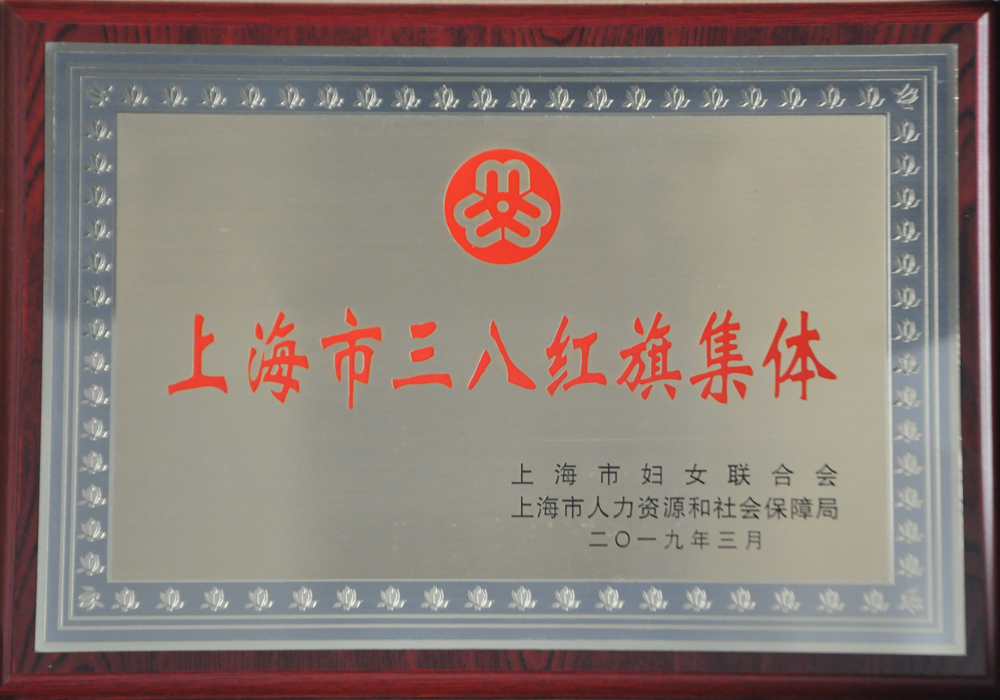 上海市三八红旗集体
上海市妇女联合会
上海市人力资源和社会保障局
二〇一九年三月